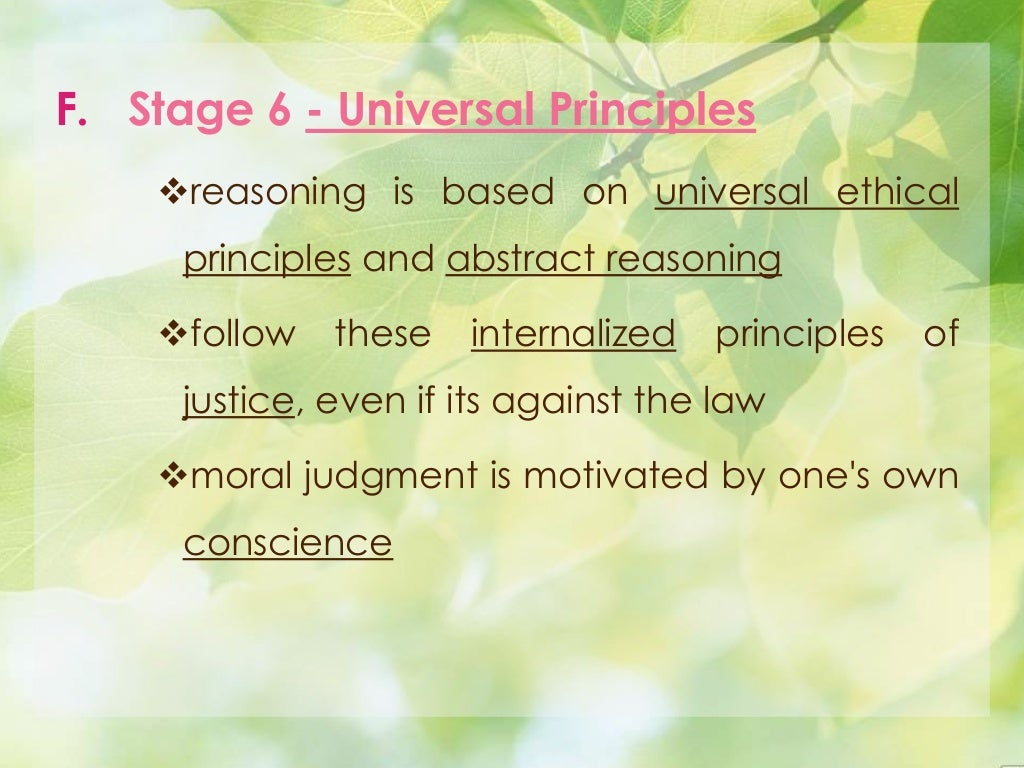 F. Stage 6 - Universal Principles
❖reasoning is based on universal ethical
principles and abstract reasoning
❖follow these internalized principles of
justice, even if its against the law
❖moral judgment is motivated by one's own
conscience